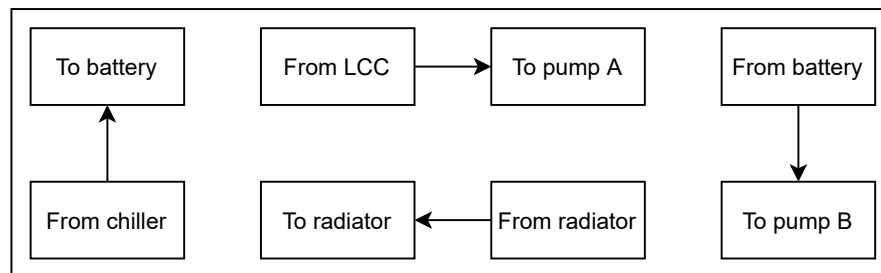 To battery
From LCC
To pump A
From battery
From chiller
To radiator
From radiator
To pump B